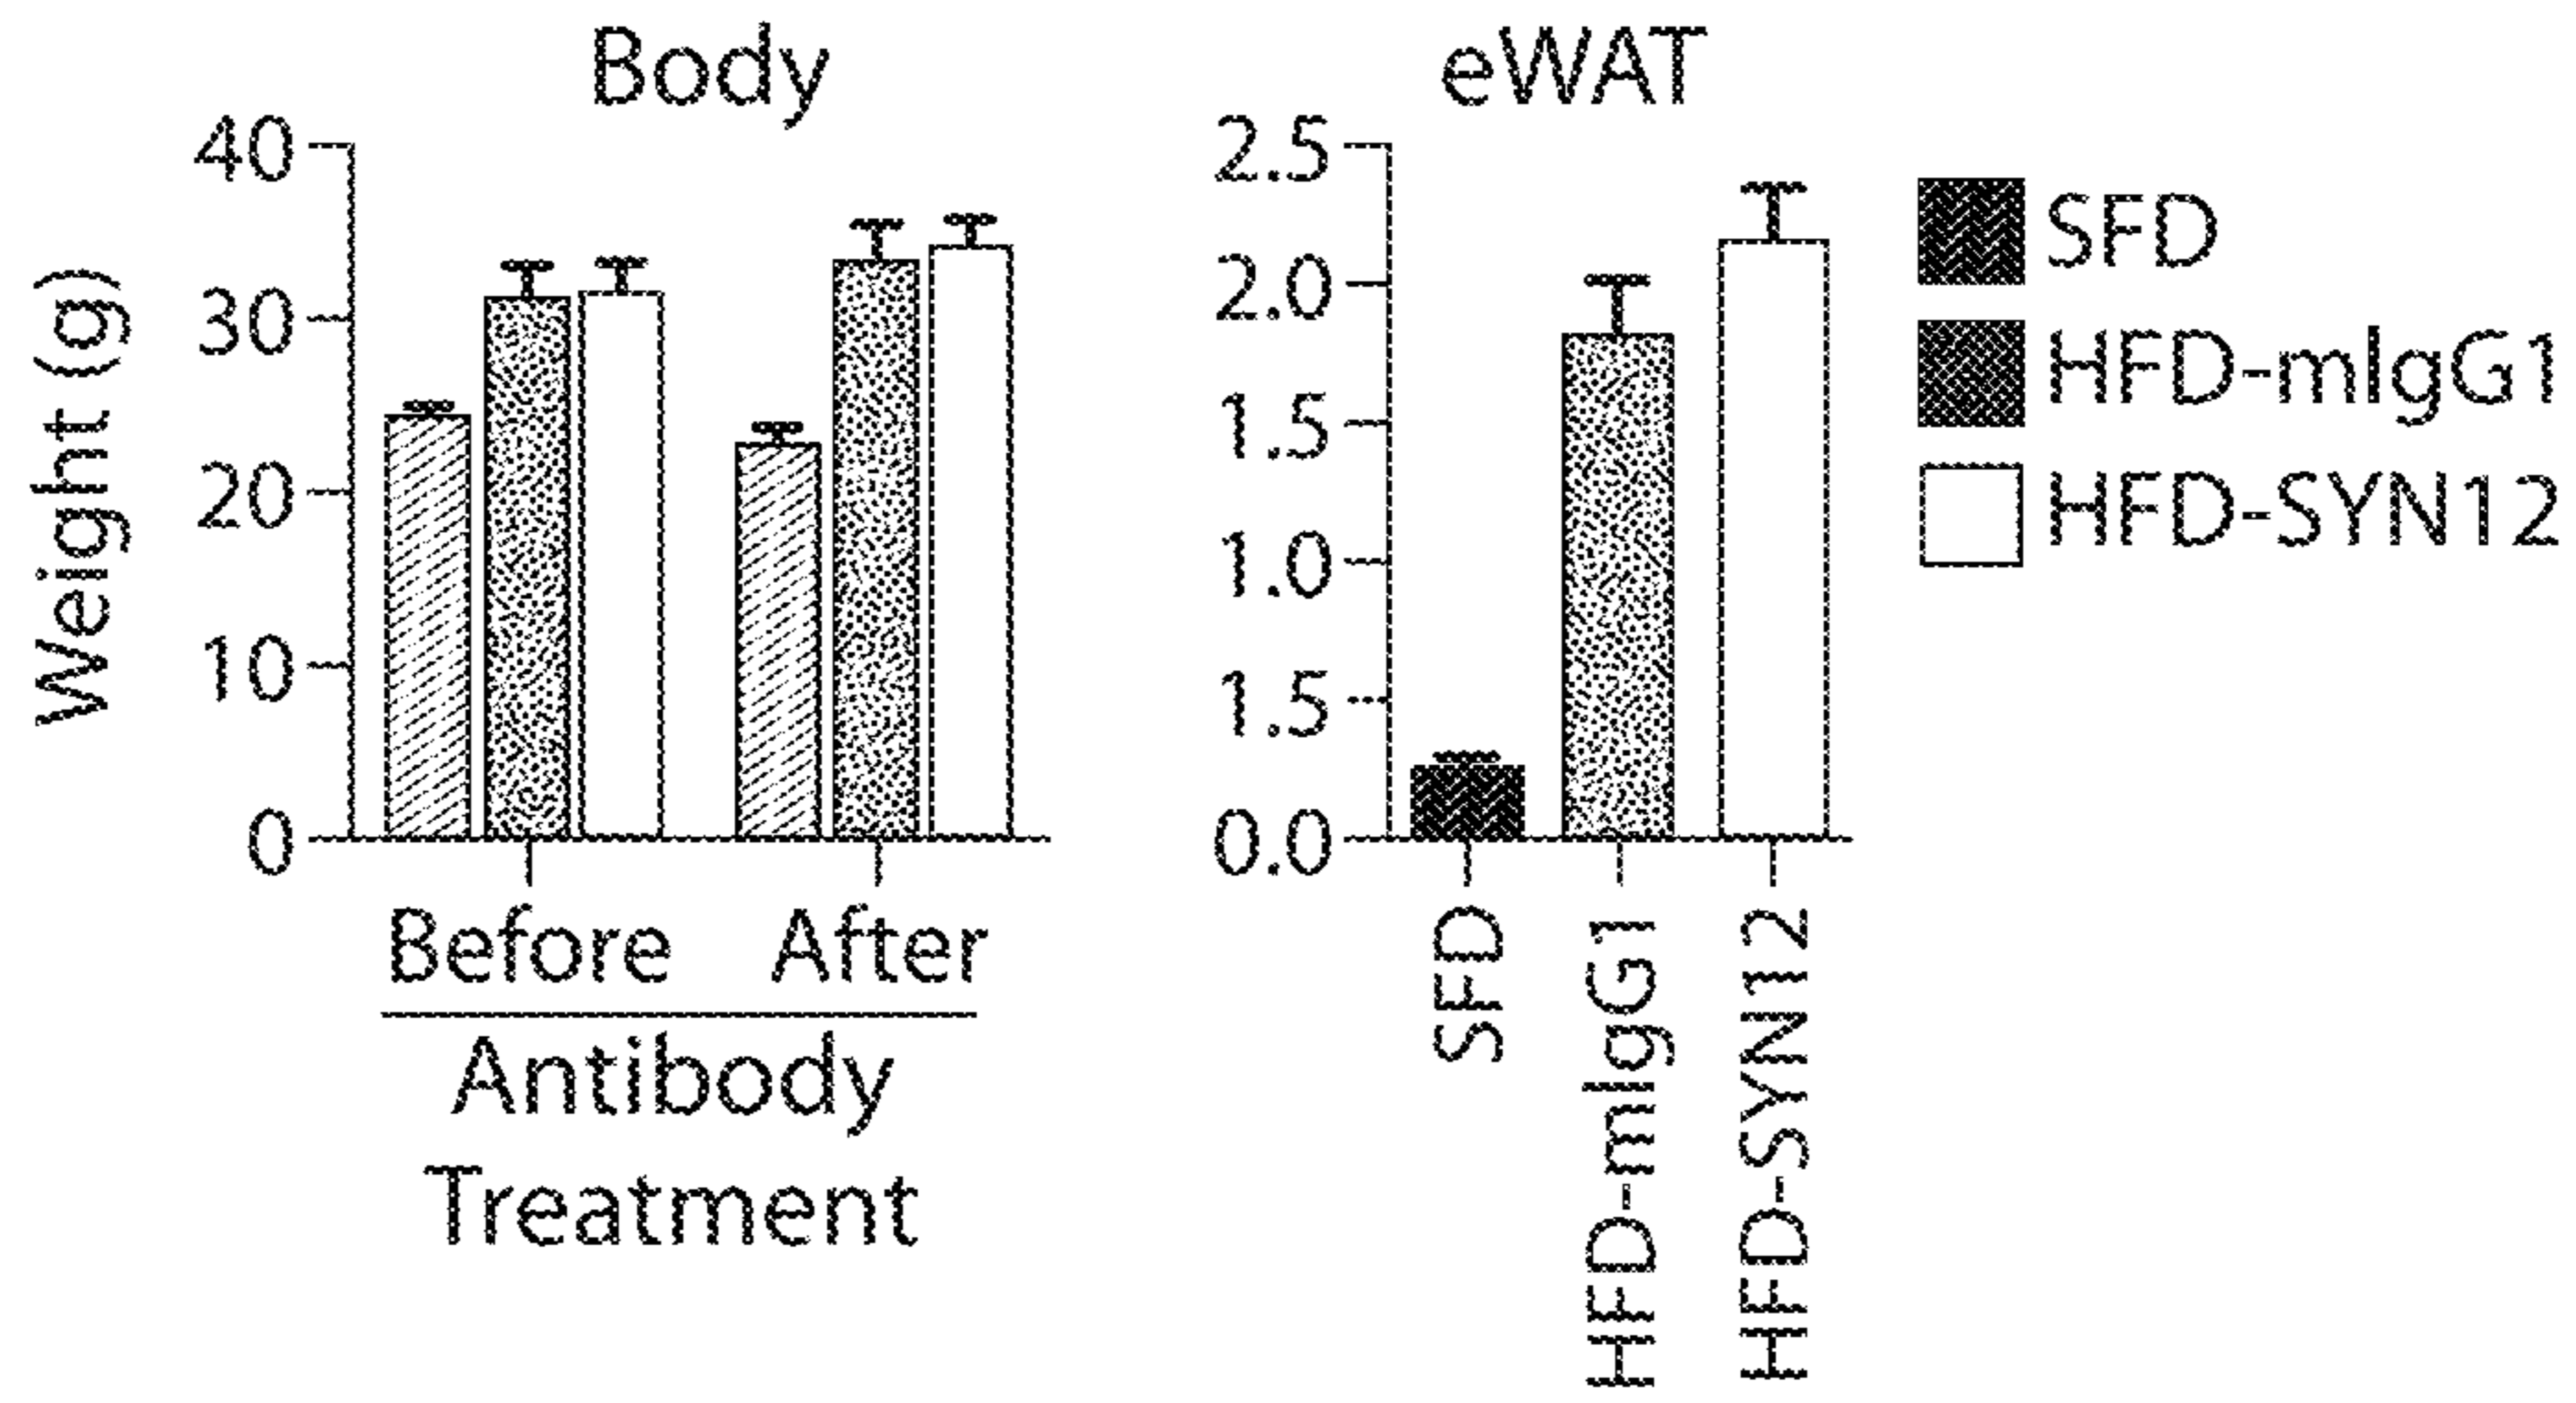 Body
Weight (g)
40
30
20
10
0
Before After
Antibody
Treatment
eWAT
2.5
2.0
1.5
1.0
1.5
0.0
SFD
HFD-mIgG1
HFD-SYN12
SFD
HFD-mIgG1
HFD-SYN12